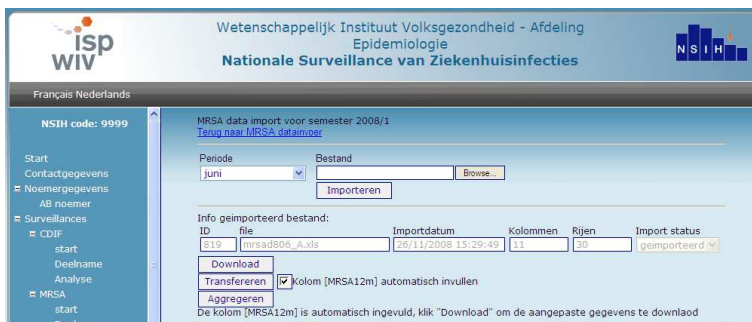 isp
WIV
Wetenschappelijk Instituut Volksgezondheid - Afdeling
Epidemiologie
Nationale Surveillance van Ziekenhuisinfecties
NSIH
Français Nederlands
NSIH code: 9999
Start
Contactgegevens
Noemergegevens
AB noemer
Surveillances
CDIF
start
Deelname
Analyse
MRSA
start
MRSA data import voor semester 2008/1
Terug naar MRSA datainvoer
Periode Bestand
juni Browse...
Importeren
Info geimporteerd bestand:
ID file Importdatum Kolommen Rijen Import status
819 mrsad806_A.xls 26/11/2008 15:29:49 11 30 geimporteerd
Download
Transfereren Kolom [MRSA12m] automatisch invullen
Aggregeren
De kolom [MRSA12m] is automatisch ingevuld, klik "Download" om de aangepaste gegevens te downlaod